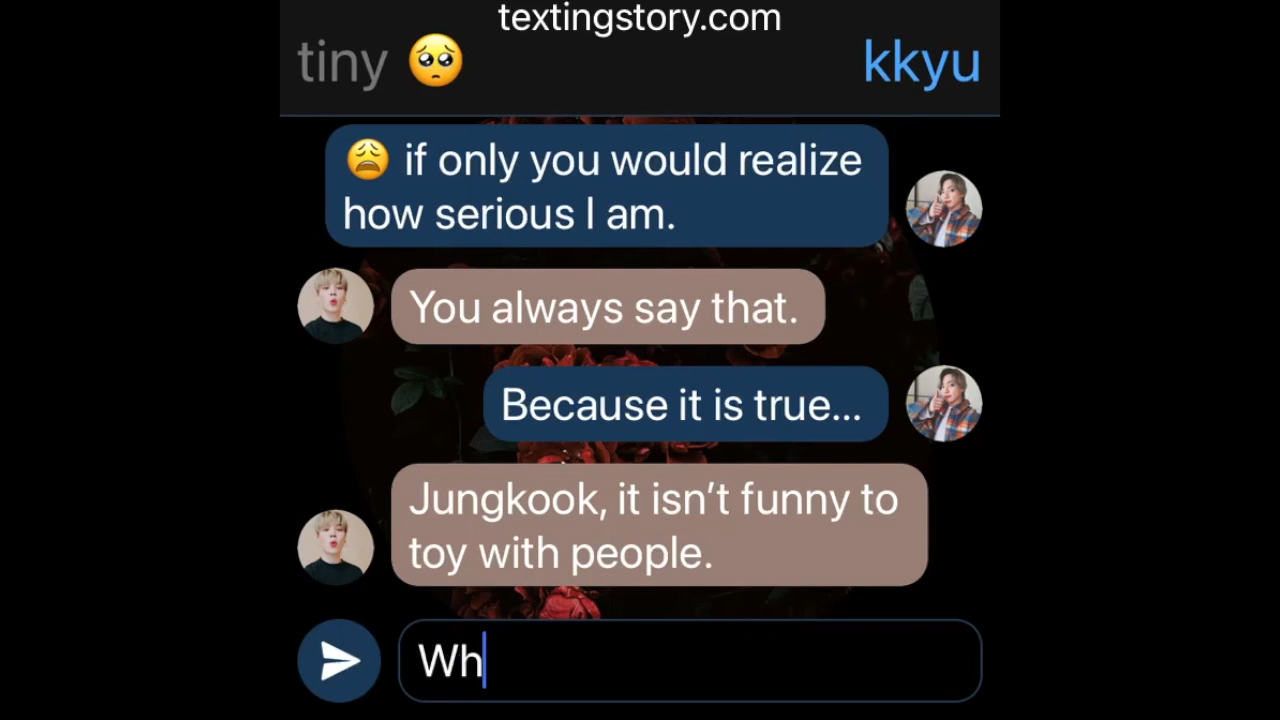 textingstory.com
tiny 🥺 kkyu
😩 if only you would realize
how serious I am.
You always say that.
Because it is true...
Jungkook, it isn’t funny to
toy with people.
Wh